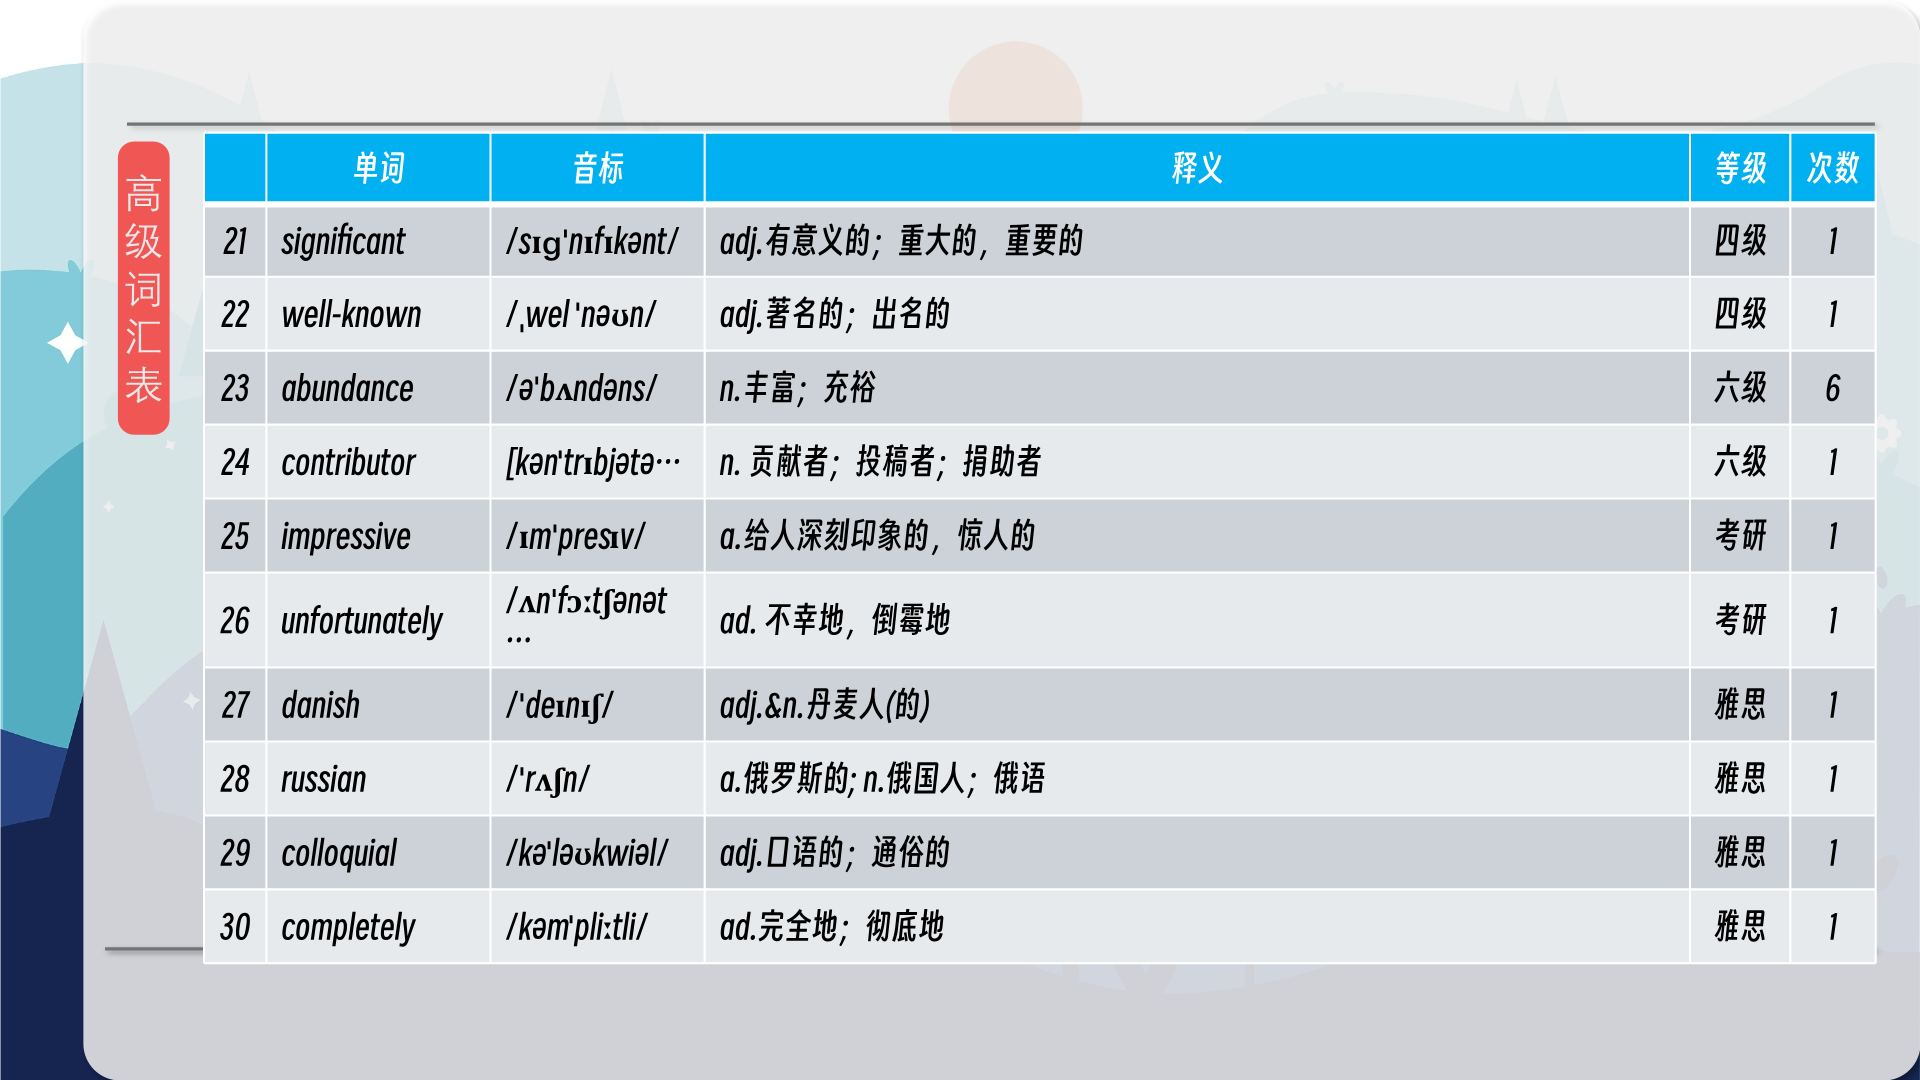 高级词汇表
单词 音标 释义 等级 次数
21 significant /sɪɡ'nɪfɪkənt/ adj.有意义的；重大的，重要的 四级 1
22 well-known /ˌwel 'nəʊn/ adj.著名的；出名的 四级 1
23 abundance /ə'bʌndəns/ n.丰富；充裕 六级 6
24 contributor [kən'trɪbjətə… n. 贡献者；投稿者；捐助者 六级 1
25 impressive /ɪm'presɪv/ a.给人深刻印象的，惊人的 考研 1
26 unfortunately /ʌn'fɔːtʃənət… ad. 不幸地，倒霉地 考研 1
27 danish /'deɪnɪʃ/ adj.&n.丹麦人(的) 雅思 1
28 russian /'rʌʃn/ a.俄罗斯的; n.俄国人；俄语 雅思 1
29 colloquial /kə'ləʊkwiəl/ adj.口语的；通俗的 雅思 1
30 completely /kəm'pliːtli/ ad.完全地；彻底地 雅思 1